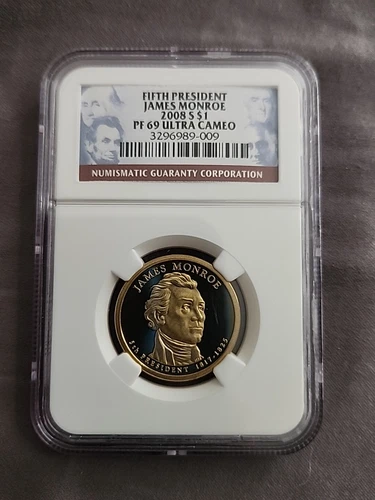 FIFTH PRESIDENT
JAMES MONROE
2008 S $1
PF 69 ULTRA CAMEO
3296989-009
NUMISMATIC GUARANTY CORPORATION
JAMES MONROE
5th PRESIDENT 1817-1825